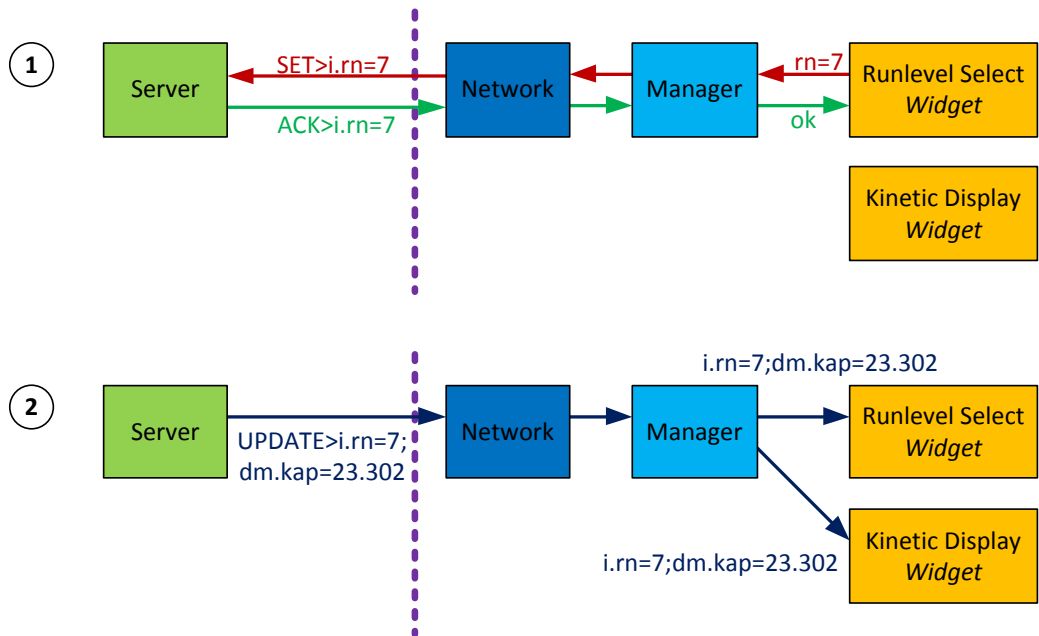 1
SET>i.rn=7
rn=7
Server
Network
Manager
Runlevel Select
Widget
ACK>i.rn=7
ok
Kinetic Display
Widget
i.rn=7;dm.kap=23.302
2
Server
Network
Manager
Runlevel Select
Widget
UPDATE>i.rn=7;
dm.kap=23.302
Kinetic Display
Widget
i.rn=7;dm.kap=23.302